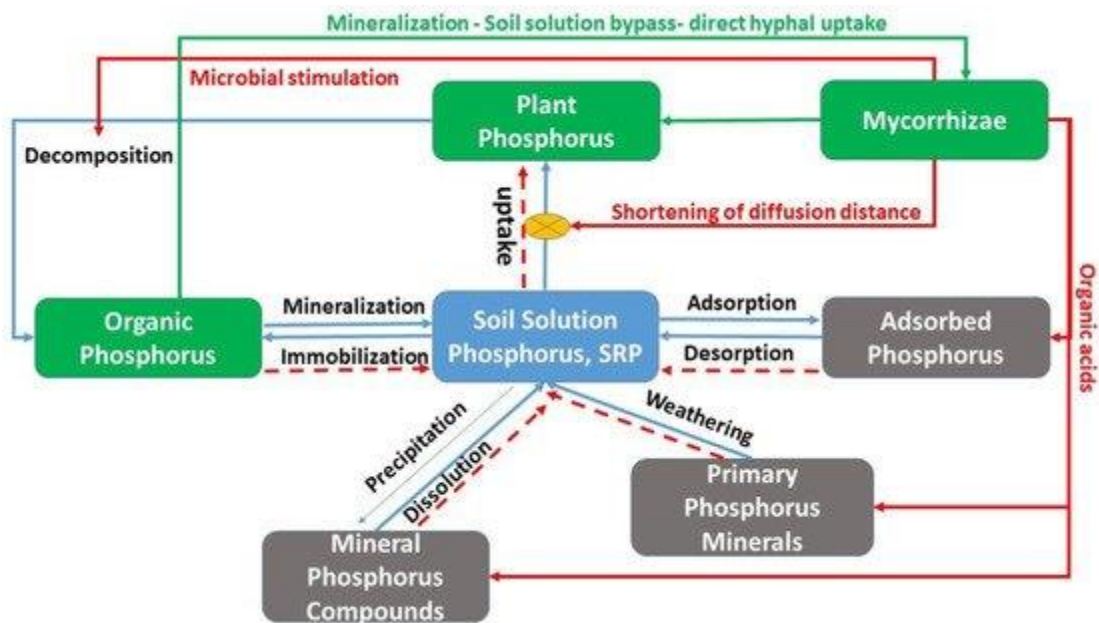 Mineralization - Soil solution bypass- direct hyphal uptake
Microbial stimulation
Plant
Phosphorus
Mycorrhizae
Decomposition
uptake
Shortening of diffusion distance
Organic acids
Organic
Phosphorus
Mineralization
Immobilization
Soil Solution
Phosphorus, SRP
Adsorption
Desorption
Adsorbed
Phosphorus
Precipitation
Dissolution
Weathering
Primary
Phosphorus
Minerals
Mineral
Phosphorus
Compounds